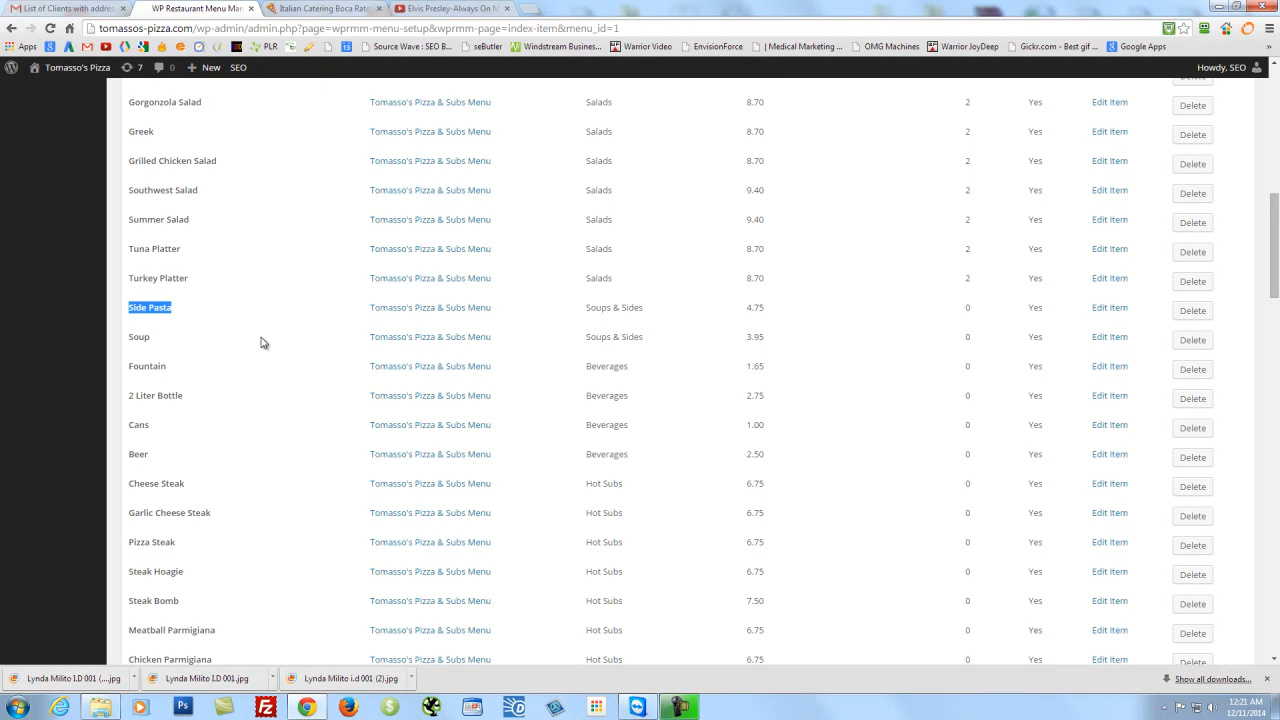 List of Clients with addres
WP Restaurant Menu Man
Italian Catering Boca Rato
Elvis Presley-Always On M
tomassos-pizza.com/wp-admin/admin.php?page=wprmm-menu-setup&wprmm-page=index-item&menu_id=1
Apps
PLR
Source Wave : SEO B...
seButler
Windstream Busines...
Warrior Video
EnvisionForce
| Medical Marketing ...
OMG Machines
Warrior JoyDeep
Gickr.com - Best gif ...
Google Apps
Tomasso's Pizza 7 0 New SEO Howdy, SEO
Delete
Gorgonzola Salad Tomasso's Pizza & Subs Menu Salads 8.70 2 Yes Edit Item Delete
Greek Tomasso's Pizza & Subs Menu Salads 8.70 2 Yes Edit Item Delete
Grilled Chicken Salad Tomasso's Pizza & Subs Menu Salads 8.70 2 Yes Edit Item Delete
Southwest Salad Tomasso's Pizza & Subs Menu Salads 9.40 2 Yes Edit Item Delete
Summer Salad Tomasso's Pizza & Subs Menu Salads 9.40 2 Yes Edit Item Delete
Tuna Platter Tomasso's Pizza & Subs Menu Salads 8.70 2 Yes Edit Item Delete
Turkey Platter Tomasso's Pizza & Subs Menu Salads 8.70 2 Yes Edit Item Delete
Side Pasta Tomasso's Pizza & Subs Menu Soups & Sides 4.75 0 Yes Edit Item Delete
Soup Tomasso's Pizza & Subs Menu Soups & Sides 3.95 0 Yes Edit Item Delete
Fountain Tomasso's Pizza & Subs Menu Beverages 1.65 0 Yes Edit Item Delete
2 Liter Bottle Tomasso's Pizza & Subs Menu Beverages 2.75 0 Yes Edit Item Delete
Cans Tomasso's Pizza & Subs Menu Beverages 1.00 0 Yes Edit Item Delete
Beer Tomasso's Pizza & Subs Menu Beverages 2.50 0 Yes Edit Item Delete
Cheese Steak Tomasso's Pizza & Subs Menu Hot Subs 6.75 0 Yes Edit Item Delete
Garlic Cheese Steak Tomasso's Pizza & Subs Menu Hot Subs 6.75 0 Yes Edit Item Delete
Pizza Steak Tomasso's Pizza & Subs Menu Hot Subs 6.75 0 Yes Edit Item Delete
Steak Hoagie Tomasso's Pizza & Subs Menu Hot Subs 6.75 0 Yes Edit Item Delete
Steak Bomb Tomasso's Pizza & Subs Menu Hot Subs 7.50 0 Yes Edit Item Delete
Meatball Parmigiana Tomasso's Pizza & Subs Menu Hot Subs 6.75 0 Yes Edit Item Delete
Chicken Parmigiana Tomasso's Pizza & Subs Menu Hot Subs 6.75 0 Yes Edit Item Delete
Lynda Milito I.D 001 (....jpg
Lynda Milito I.D 001.jpg
Lynda Milito i.d 001 (2).jpg
Show all downloads...
12:21 AM
12/11/2014